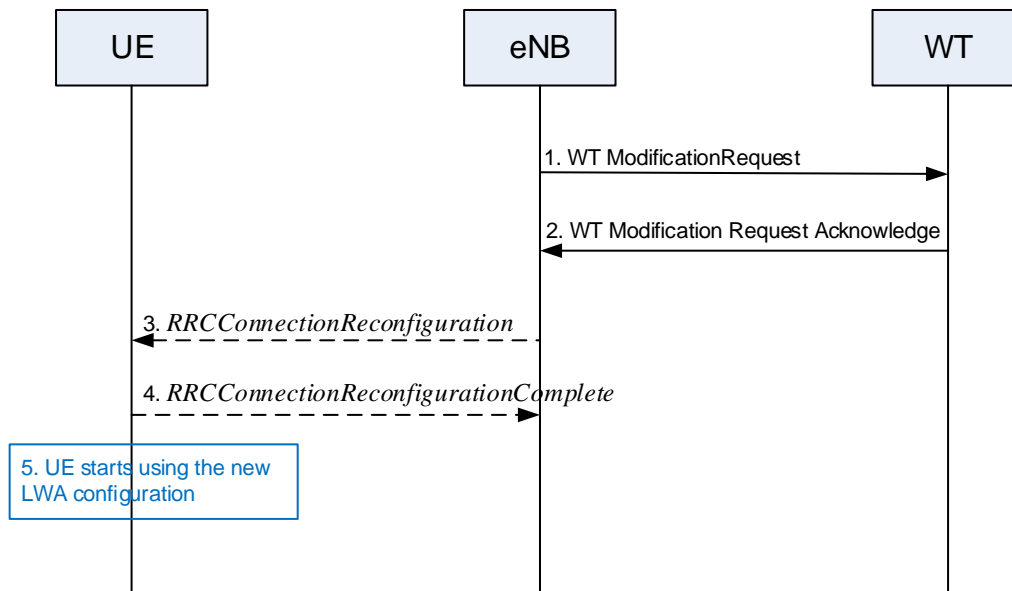 UE
eNB
WT
1. WT ModificationRequest
2. WT Modification Request Acknowledge
3. RRCConnectionReconfiguration
4. RRCConnectionReconfigurationComplete
5. UE starts using the new
LWA configuration